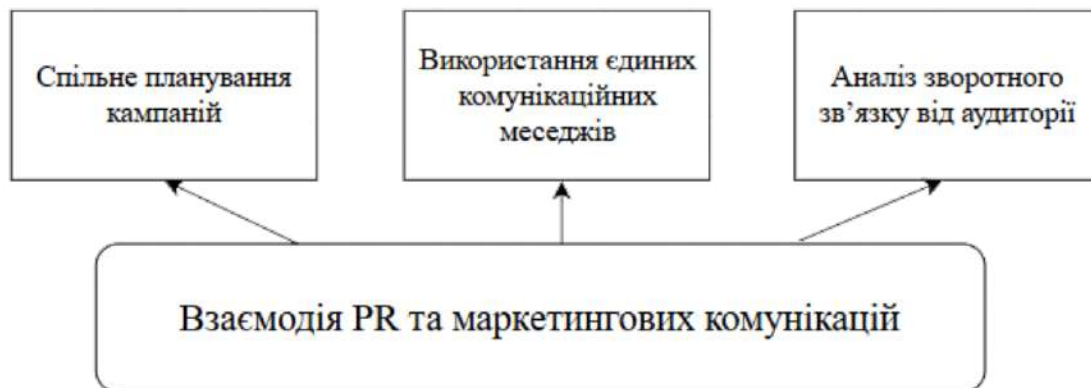 Спільне планування
кампаній
Використання єдиних
комунікаційних
меседжів
Аналіз зворотного
зв’язку від аудиторії
Взаємодія PR та маркетингових комунікацій